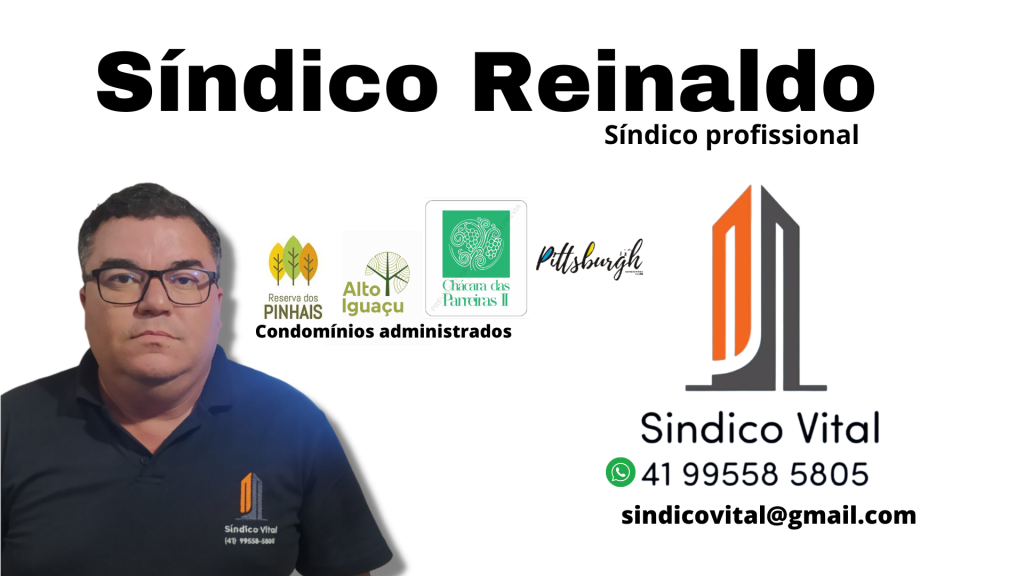 Síndico Reinaldo
Síndico profissional
Reserva dos
PINHAIS
Alto
Iguaçu
Chácara das
Parreiras II
Pittsburgh
Condomínios administrados
Sindico Vital
41 99558 5805
sindicovital@gmail.com
Síndico Vital
(41) 99558-5805